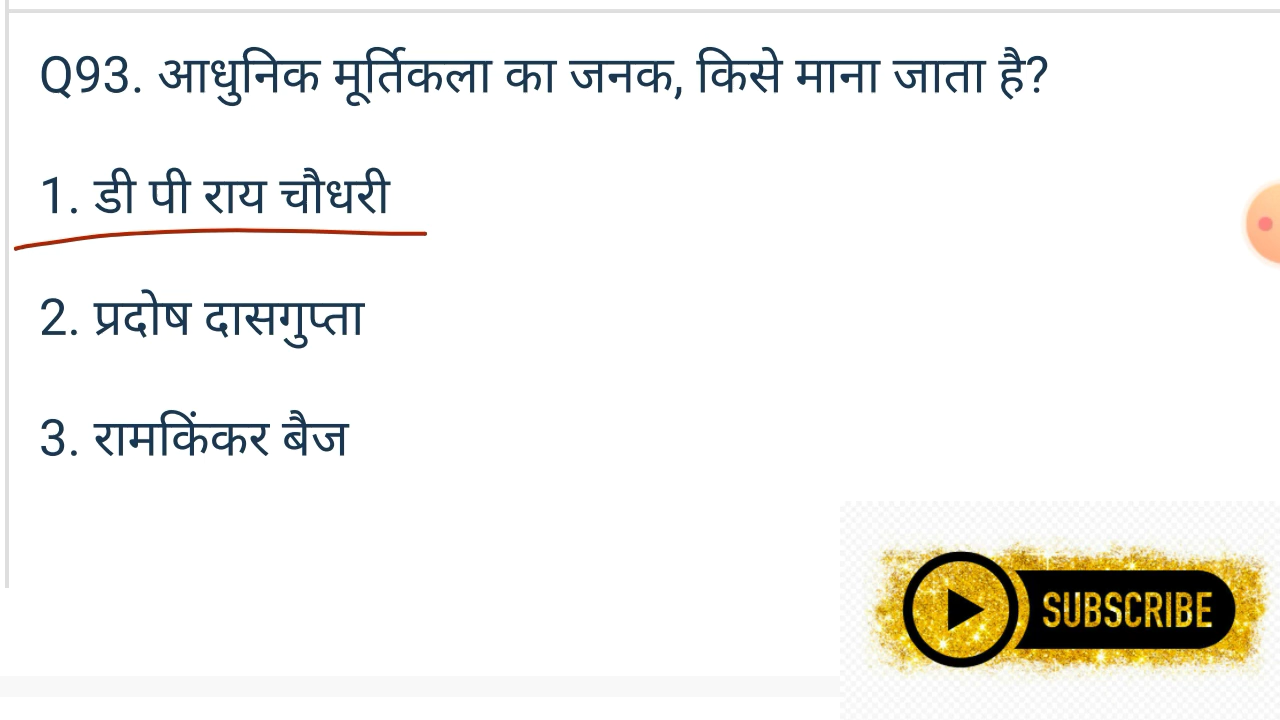 Q93. आधुनिक मूर्तिकला का जनक, किसे माना जाता है?
1. डी पी राय चौधरी
2. प्रदोष दासगुप्ता
3. रामकिंकर बैज
SUBSCRIBE